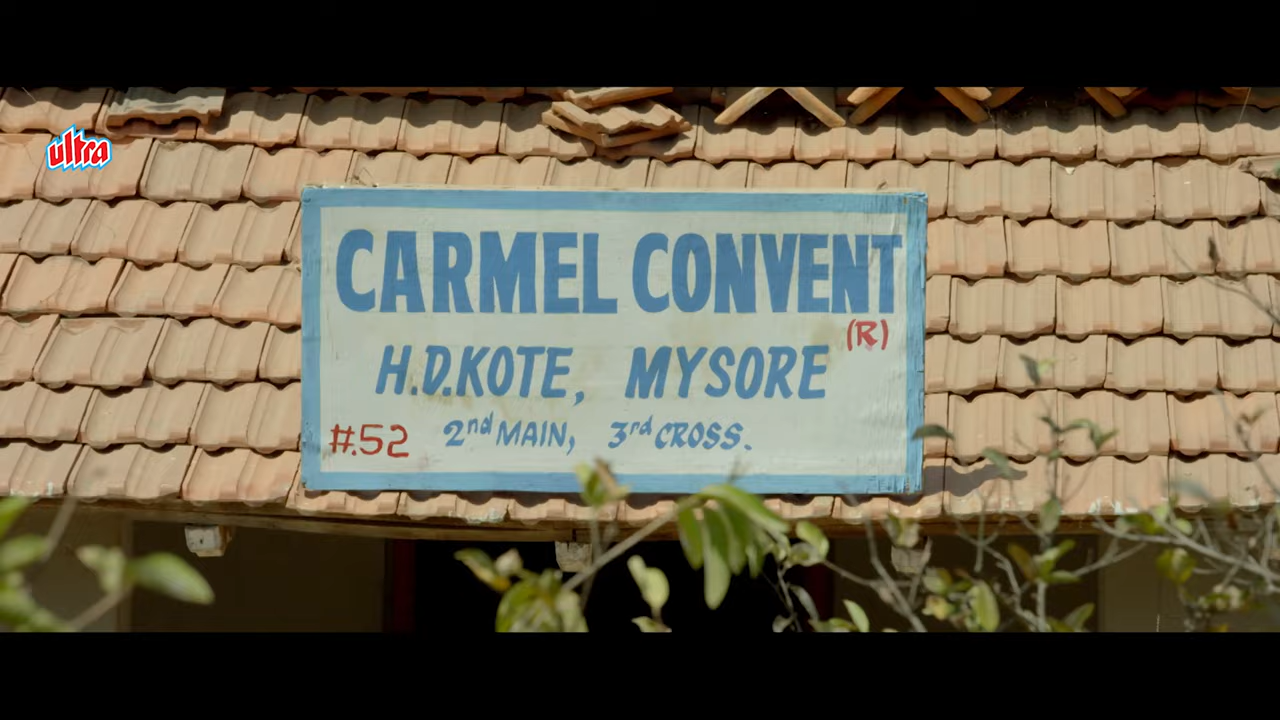 ultra
CARMEL CONVENT
(R)
H.D.KOTE, MYSORE
#.52 2nd MAIN, 3rd CROSS.